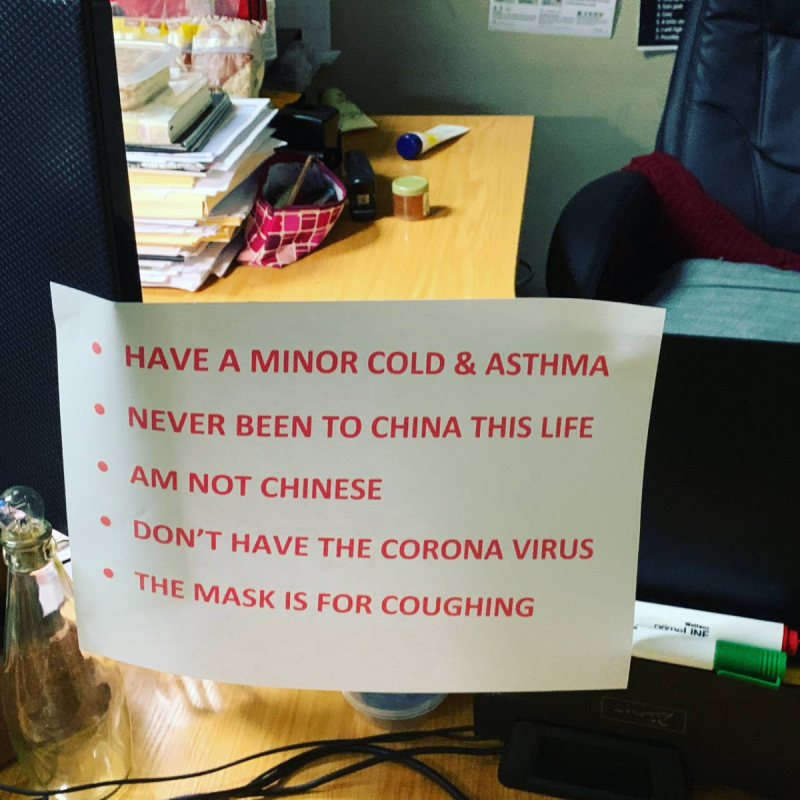 • HAVE A MINOR COLD & ASTHMA
• NEVER BEEN TO CHINA THIS LIFE
• AM NOT CHINESE
• DON'T HAVE THE CORONA VIRUS
• THE MASK IS FOR COUGHING